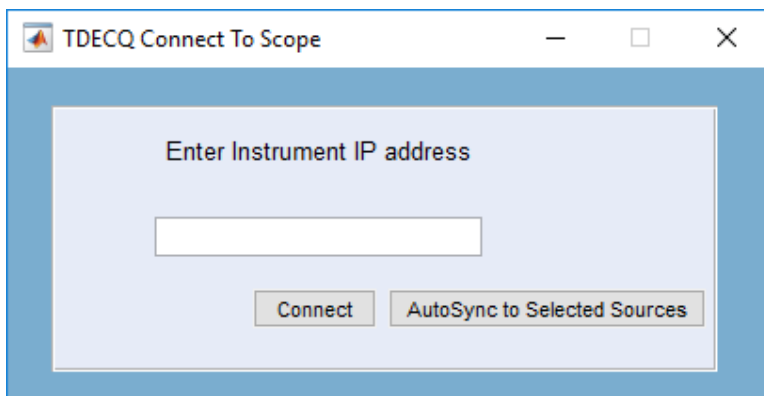 TDECQ Connect To Scope
Enter Instrument IP address
Connect AutoSync to Selected Sources